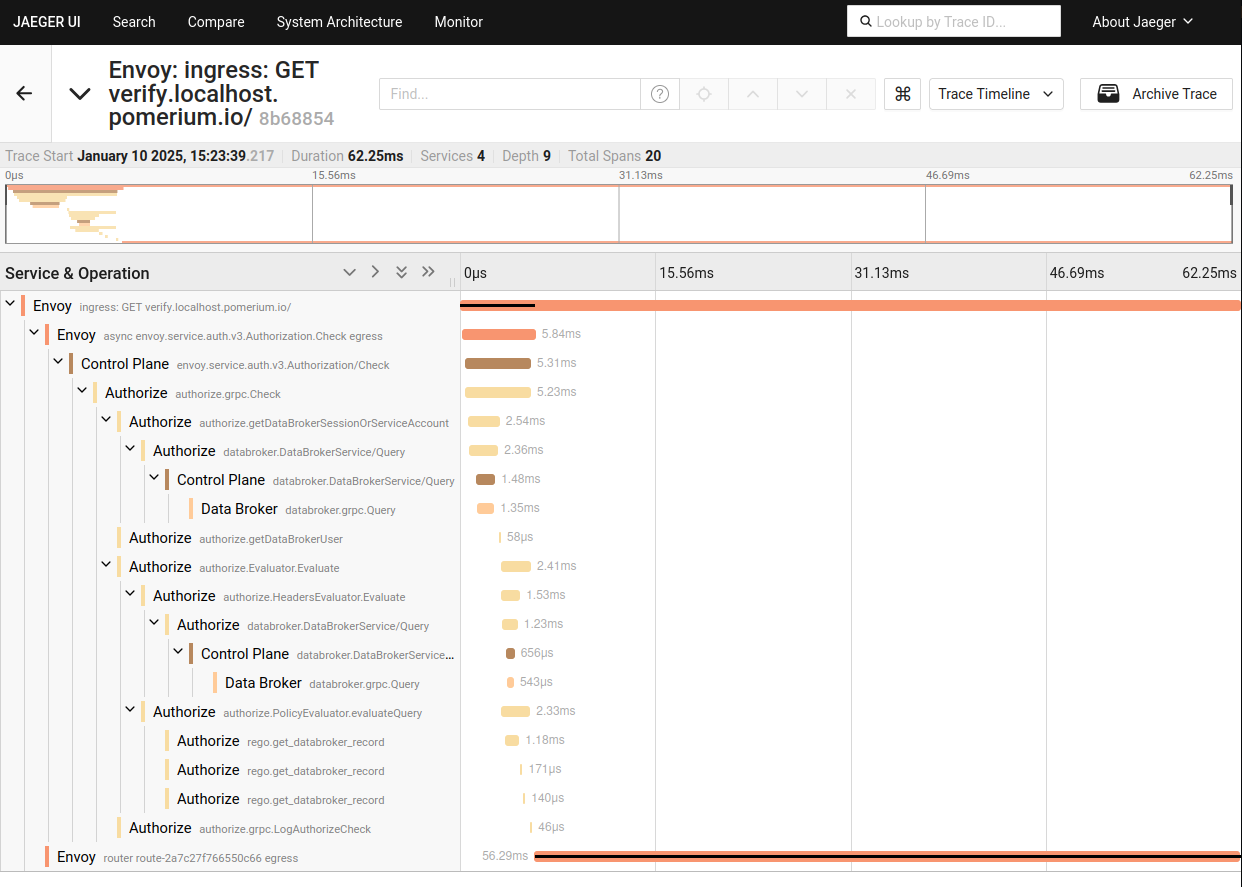 JAEGER UI Search Compare System Architecture Monitor Lookup by Trace ID... About Jaeger
Envoy: ingress: GET
verify.localhost.
pomerium.io/ 8b68854
Find... ? ⌘ Trace Timeline Archive Trace
Trace Start January 10 2025, 15:23:39.217 Duration 62.25ms Services 4 Depth 9 Total Spans 20
0μs 15.56ms 31.13ms 46.69ms 62.25ms
Service & Operation 0μs 15.56ms 31.13ms 46.69ms 62.25ms
Envoy ingress: GET verify.localhost.pomerium.io/
Envoy async envoy.service.auth.v3.Authorization.Check egress 5.84ms
Control Plane envoy.service.auth.v3.Authorization/Check 5.31ms
Authorize authorize.grpc.Check 5.23ms
Authorize authorize.getDataBrokerSessionOrServiceAccount 2.54ms
Authorize databroker.DataBrokerService/Query 2.36ms
Control Plane databroker.DataBrokerService/Query 1.48ms
Data Broker databroker.grpc.Query 1.35ms
Authorize authorize.getDataBrokerUser 58μs
Authorize authorize.Evaluator.Evaluate 2.41ms
Authorize authorize.HeadersEvaluator.Evaluate 1.53ms
Authorize databroker.DataBrokerService/Query 1.23ms
Control Plane databroker.DataBrokerService... 656μs
Data Broker databroker.grpc.Query 543μs
Authorize authorize.PolicyEvaluator.evaluateQuery 2.33ms
Authorize rego.get_databroker_record 1.18ms
Authorize rego.get_databroker_record 171μs
Authorize rego.get_databroker_record 140μs
Authorize authorize.grpc.LogAuthorizeCheck 46μs
Envoy router route-2a7c27f766550c66 egress 56.29ms